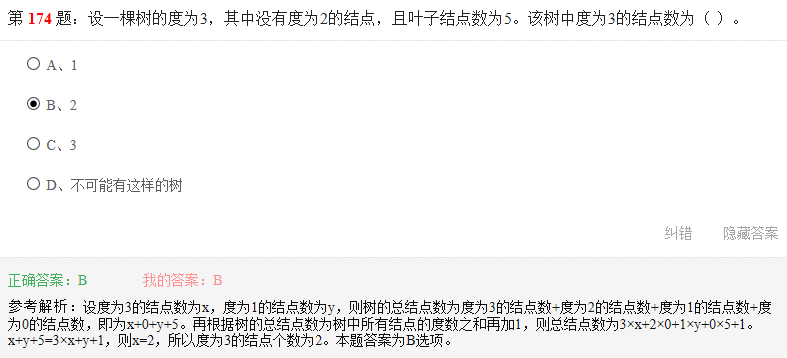 第 174 题：设一棵树的度为3，其中没有度为2的结点，且叶子结点数为5。该树中度为3的结点数为（ ）。
A、1
B、2
C、3
D、不可能有这样的树
纠错 隐藏答案
正确答案：B 我的答案：B
参考解析：设度为3的结点数为x，度为1的结点数为y，则树的总结点数为度为3的结点数+度为2的结点数+度为1的结点数+度
为0的结点数，即为x+0+y+5。再根据树的总结点数为树中所有结点的度数之和再加1，则总结点数为3×x+2×0+1×y+0×5+1。
x+y+5=3×x+y+1，则x=2，所以度为3的结点个数为2。本题答案为B选项。